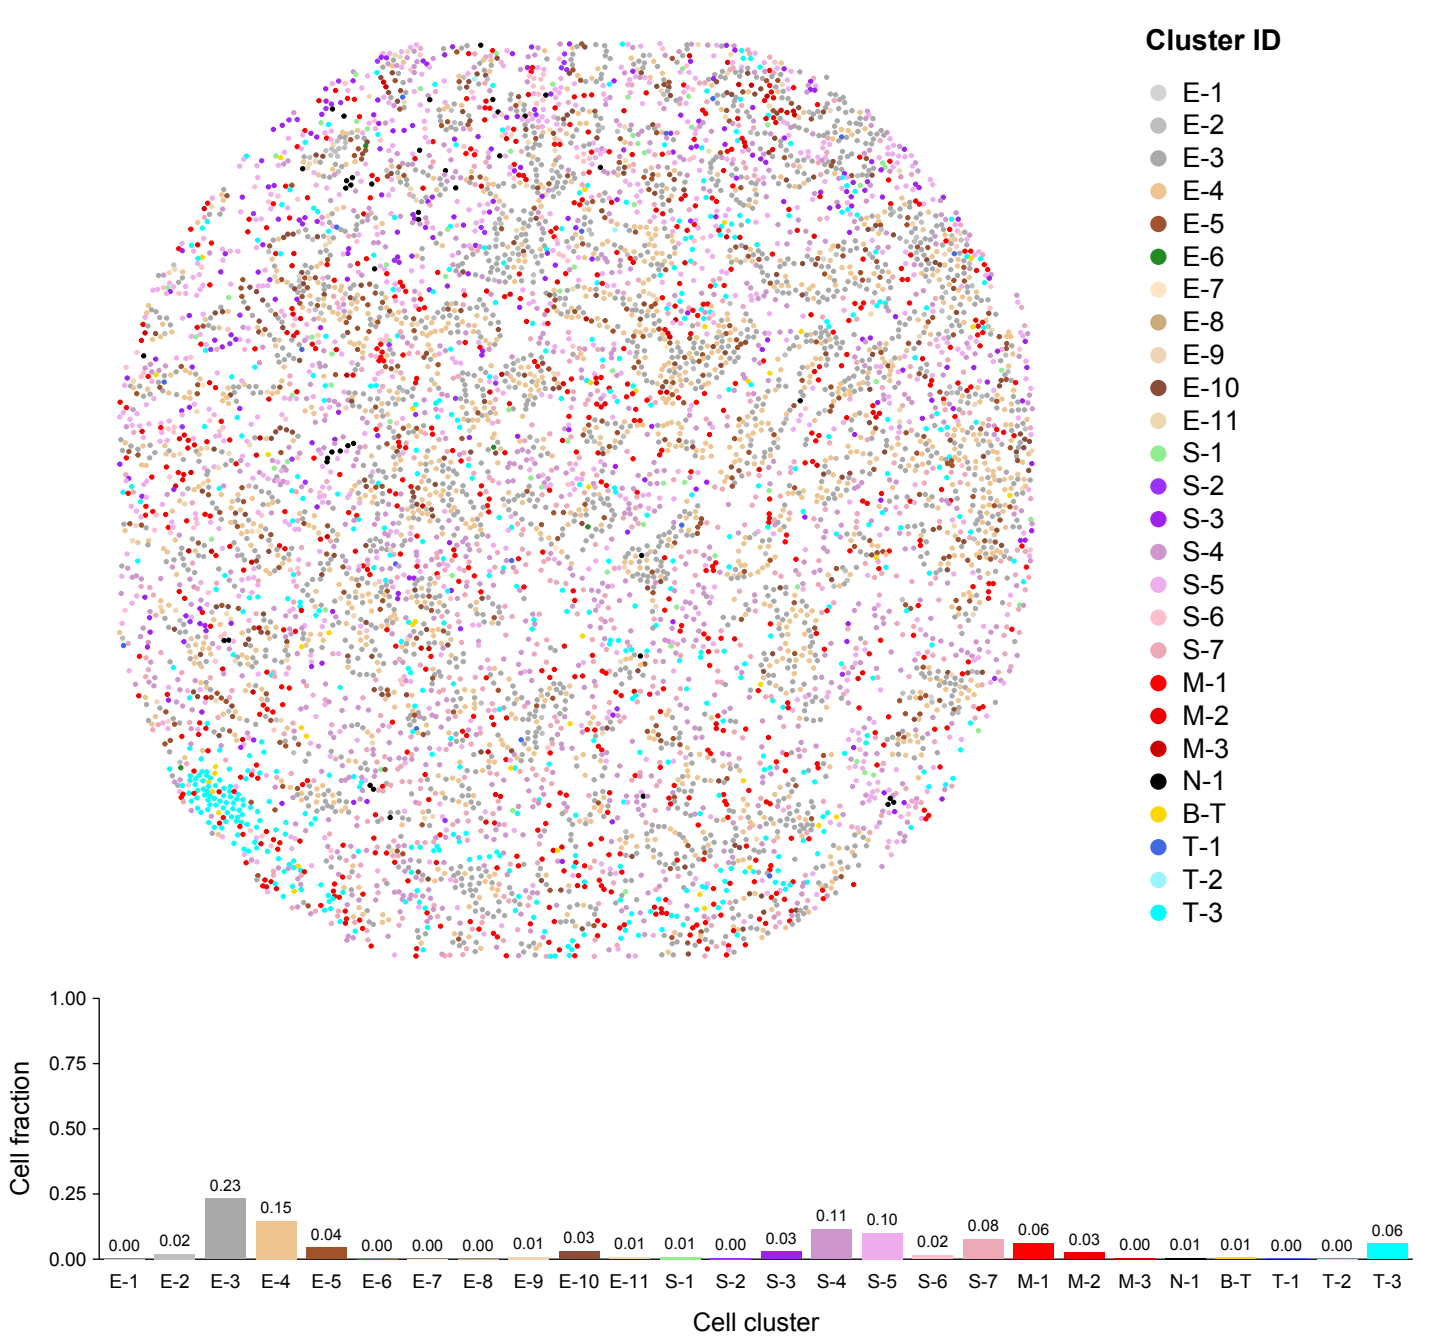 Cluster ID
E-1
E-2
E-3
E-4
E-5
E-6
E-7
E-8
E-9
E-10
E-11
S-1
S-2
S-3
S-4
S-5
S-6
S-7
M-1
M-2
M-3
N-1
B-T
T-1
T-2
T-3
1.00
0.75
0.50
0.25
0.00
Cell fraction
0.00 0.02 0.23 0.15 0.04 0.00 0.00 0.00 0.01 0.03 0.01 0.01 0.00 0.03 0.11 0.10 0.02 0.08 0.06 0.03 0.00 0.01 0.01 0.00 0.00 0.06
E-1 E-2 E-3 E-4 E-5 E-6 E-7 E-8 E-9 E-10 E-11 S-1 S-2 S-3 S-4 S-5 S-6 S-7 M-1 M-2 M-3 N-1 B-T T-1 T-2 T-3
Cell cluster